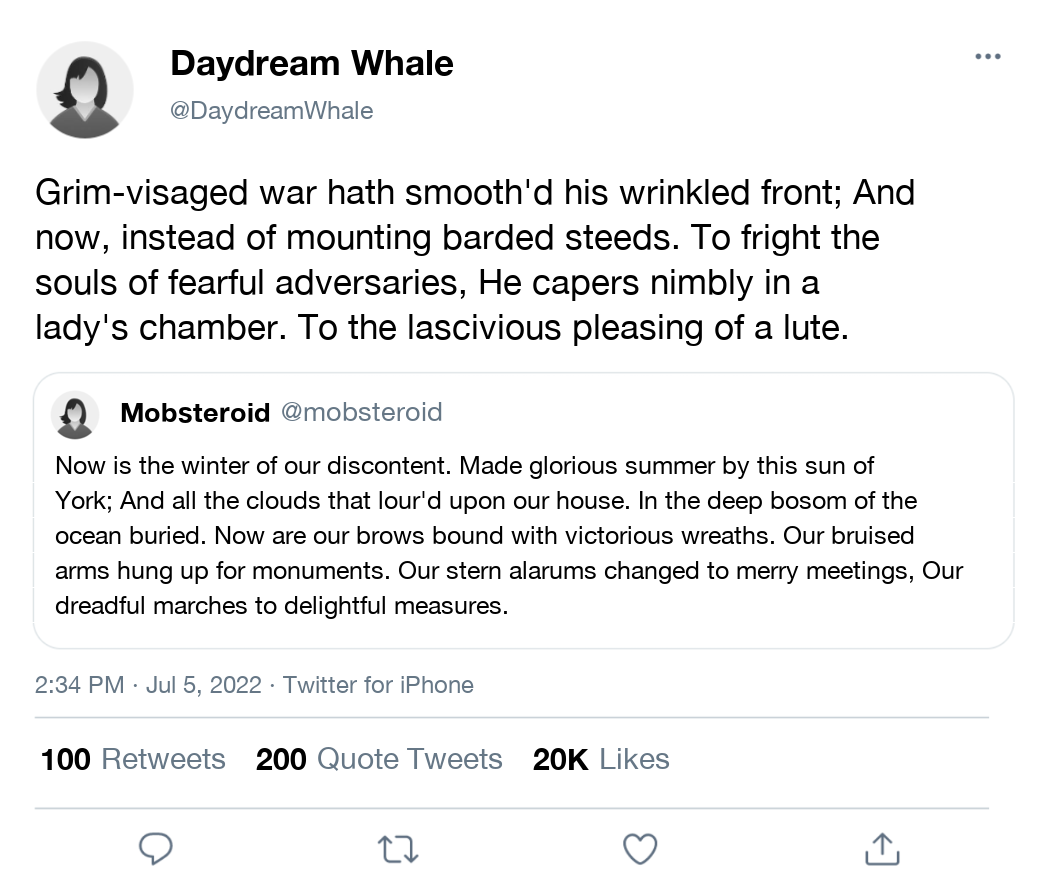 Daydream Whale
@DaydreamWhale
Grim-visaged war hath smooth'd his wrinkled front; And
now, instead of mounting barded steeds. To fright the
souls of fearful adversaries, He capers nimbly in a
lady's chamber. To the lascivious pleasing of a lute.
Mobsteroid @mobsteroid
Now is the winter of our discontent. Made glorious summer by this sun of
York; And all the clouds that lour'd upon our house. In the deep bosom of the
ocean buried. Now are our brows bound with victorious wreaths. Our bruised
arms hung up for monuments. Our stern alarums changed to merry meetings, Our
dreadful marches to delightful measures.
2:34 PM · Jul 5, 2022 · Twitter for iPhone
100 Retweets 200 Quote Tweets 20K Likes